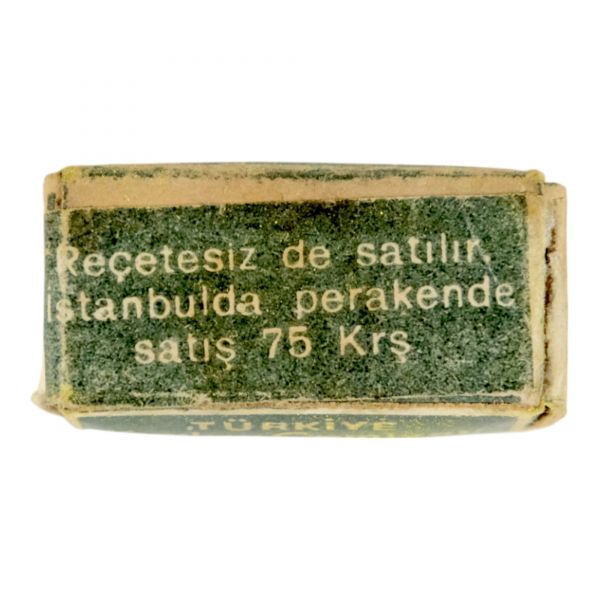 Reçetesiz de satılır.
İstanbulda perakende
satış 75 Krş
TÜRKİYE